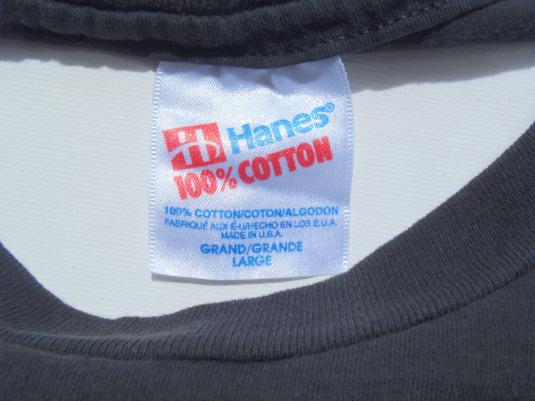 Hanes®
100% COTTON
100% COTTON/COTON/ALGODON
FABRIQUÉ AUX É-U/HECHO EN LOS E.U.A.
MADE IN U.S.A.
GRAND/GRANDE
LARGE